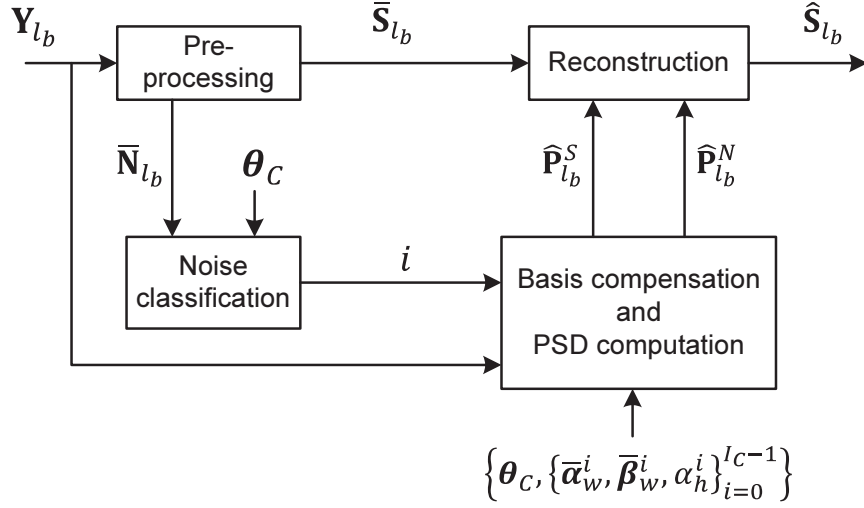 𝐘_{l_b}
Pre-
processing
𝐒̅_{l_b}
Reconstruction
𝐒̂_{l_b}
𝐍̅_{l_b}
𝜽_C
𝐏̂^S_{l_b}
𝐏̂^N_{l_b}
Noise
classification
i
Basis compensation
and
PSD computation
{𝜽_C, {𝜶̅^i_w, 𝜷̅^i_w, α^i_h}^{I_C−1}_{i=0}}